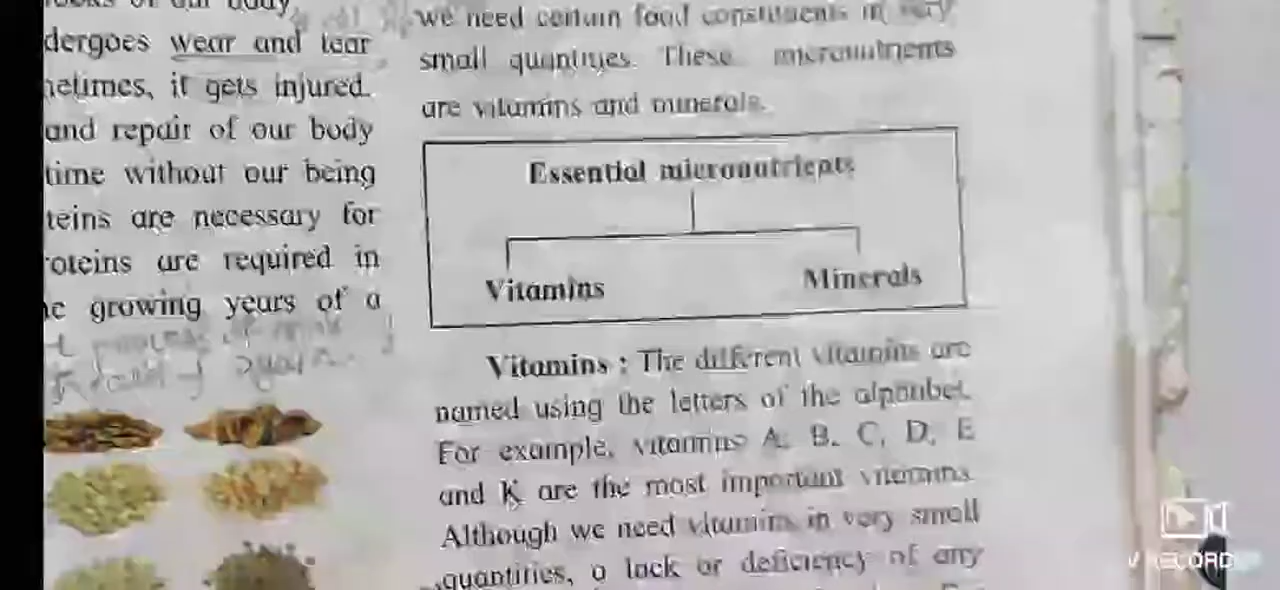 of our body
dergoes wear and tear
netimes, it gets injured.
and repair of our body
time without our being
teins are necessary for
roteins are required in
growing years of a
we need certain food constituents in very
small quantities. These micronutrients
are vitamins and minerals.
Essential micronutrients
Vitamins
Minerals
Vitamins : The different vitamins are
named using the letters of the alphabet.
For example, vitamins A, B, C, D, E
and K are the most important vitamins.
Although we need vitamins in very small
quantities, a lack or deficiency of any
V RECORDER